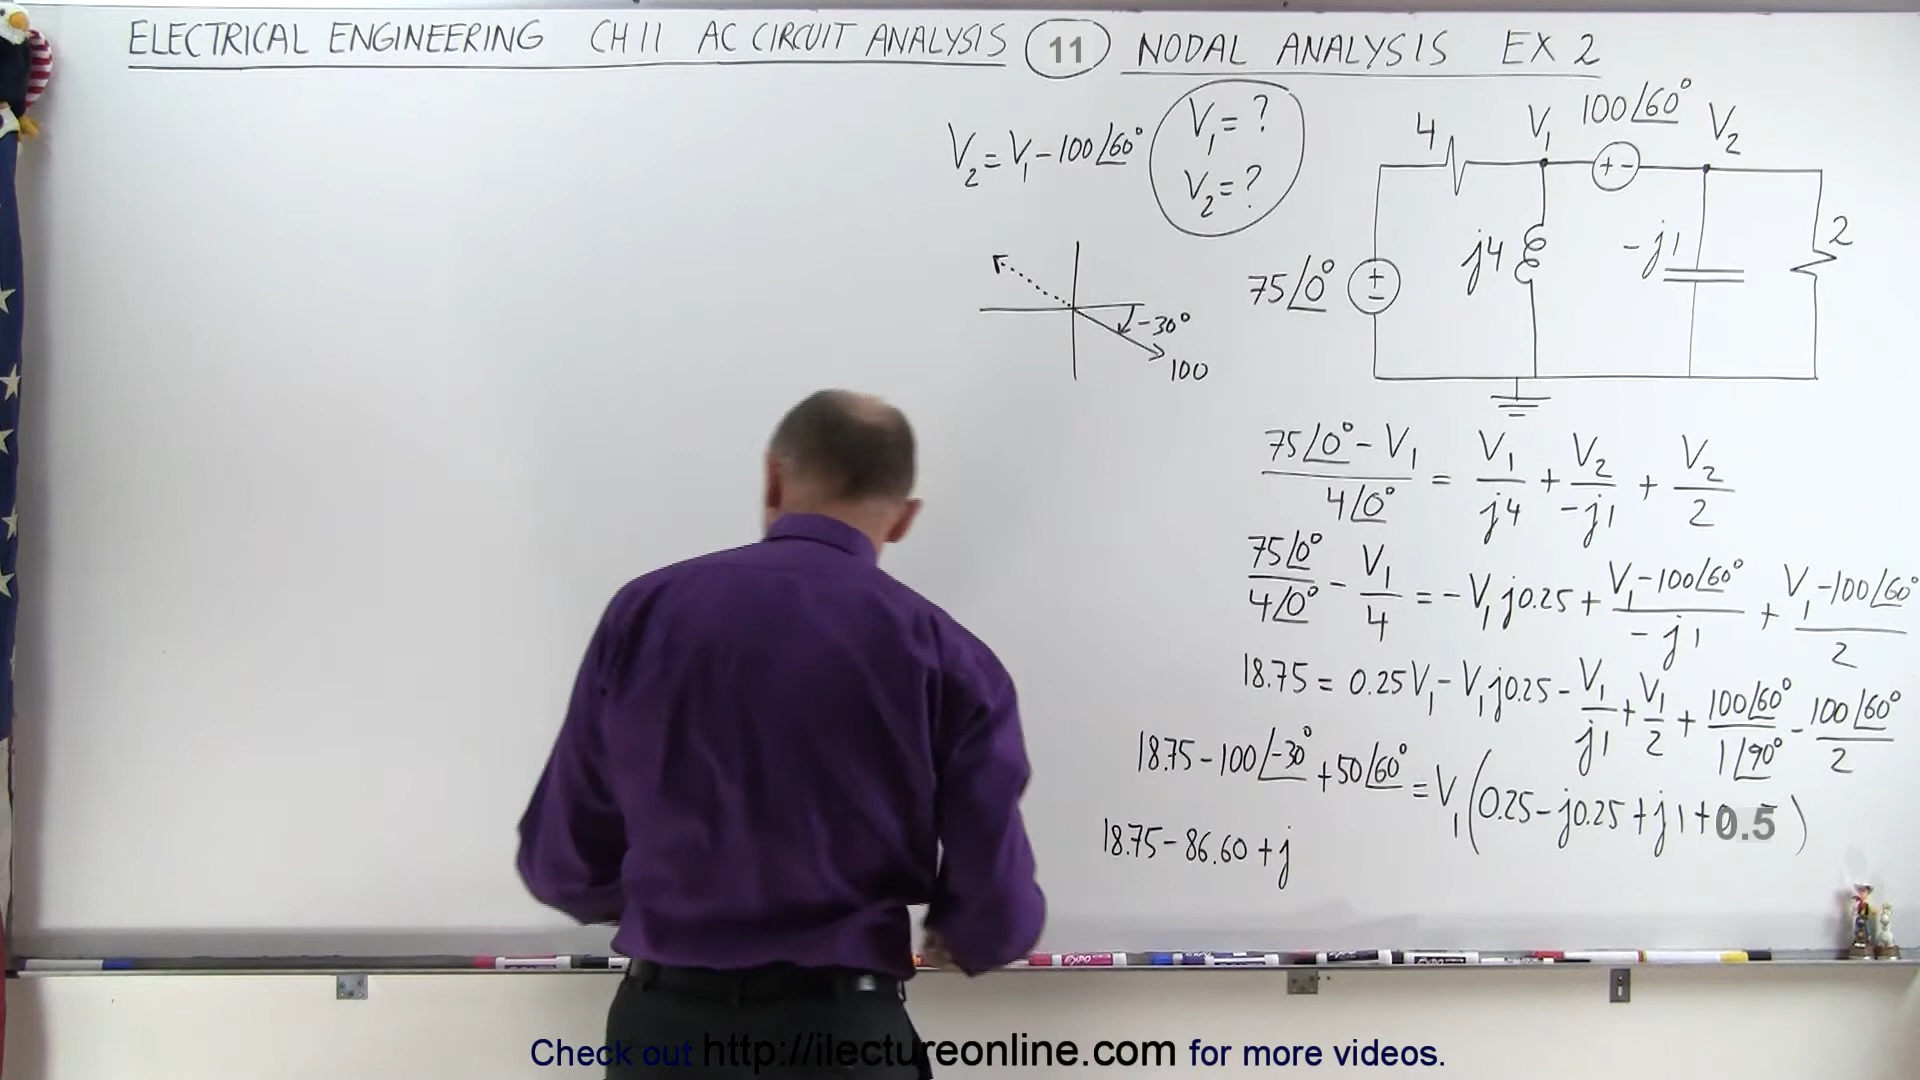 ELECTRICAL ENGINEERING CH 11 AC CIRCUIT ANALYSIS 11 NODAL ANALYSIS EX 2
V₂ = V₁ - 100∠60°
V₁ = ?
V₂ = ?
4 V₁ 100∠60° V₂
+ -
75∠0° + - j4 -j1 2
-30°
100
(75∠0° - V₁)/(4∠0°) = V₁/j4 + V₂/-j1 + V₂/2
75∠0°/4∠0° - V₁/4 = -V₁j0.25 + (V₁-100∠60°)/-j1 + (V₁-100∠60°)/2
18.75 = 0.25V₁ - V₁j0.25 - V₁/j1 + V₁/2 + 100∠60°/1∠90° - 100∠60°/2
18.75 - 100∠-30° + 50∠60° = V₁(0.25 - j0.25 + j1 + 0.5)
18.75 - 86.60 + j
EXPO
Check out http://ilectureonline.com for more videos.